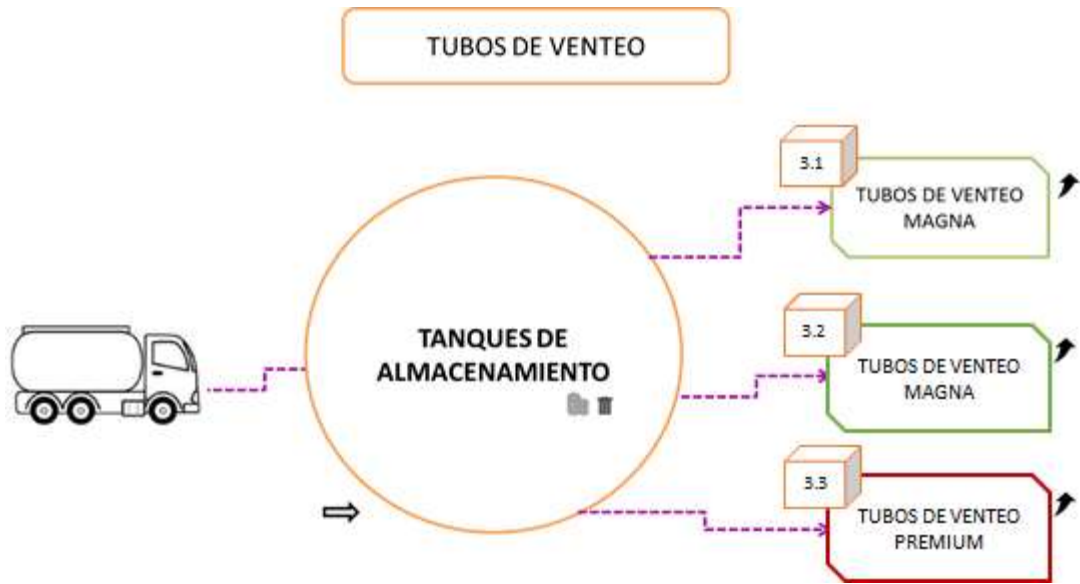 TUBOS DE VENTEO
3.1
TUBOS DE VENTEO
MAGNA
TANQUES DE
ALMACENAMIENTO
3.2
TUBOS DE VENTEO
MAGNA
3.3
TUBOS DE VENTEO
PREMIUM